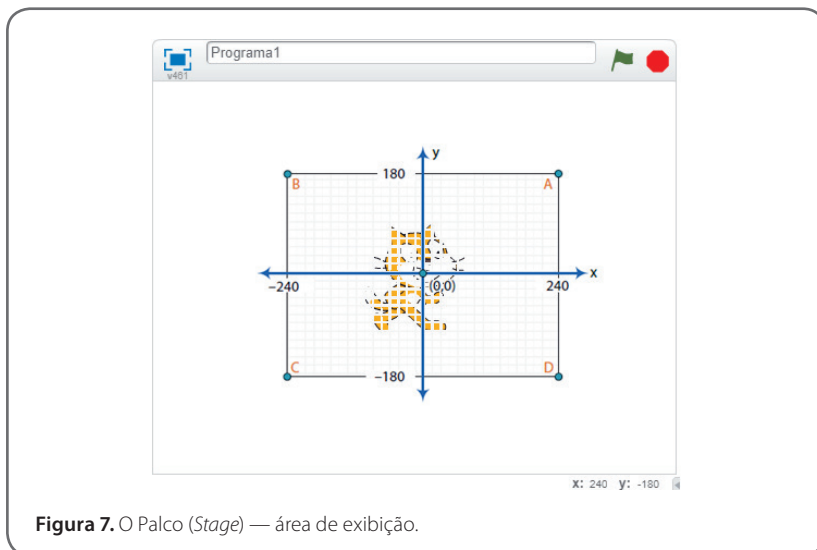 Programa1
v461
y
180
B
A
x
-240
(0;0)
240
C
D
-180
x: 240 y: -180
Figura 7. O Palco (Stage) — área de exibição.